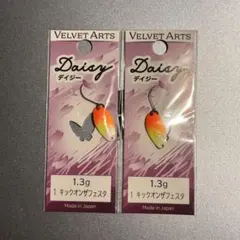 VELVET ARTS
Daisy
デイジー
1.3g
1 キックオンザフェスタ
Made in Japan
VELVET ARTS
Daisy
デイジー
1.3g
1 キックオンザフェスタ
Made in Japan